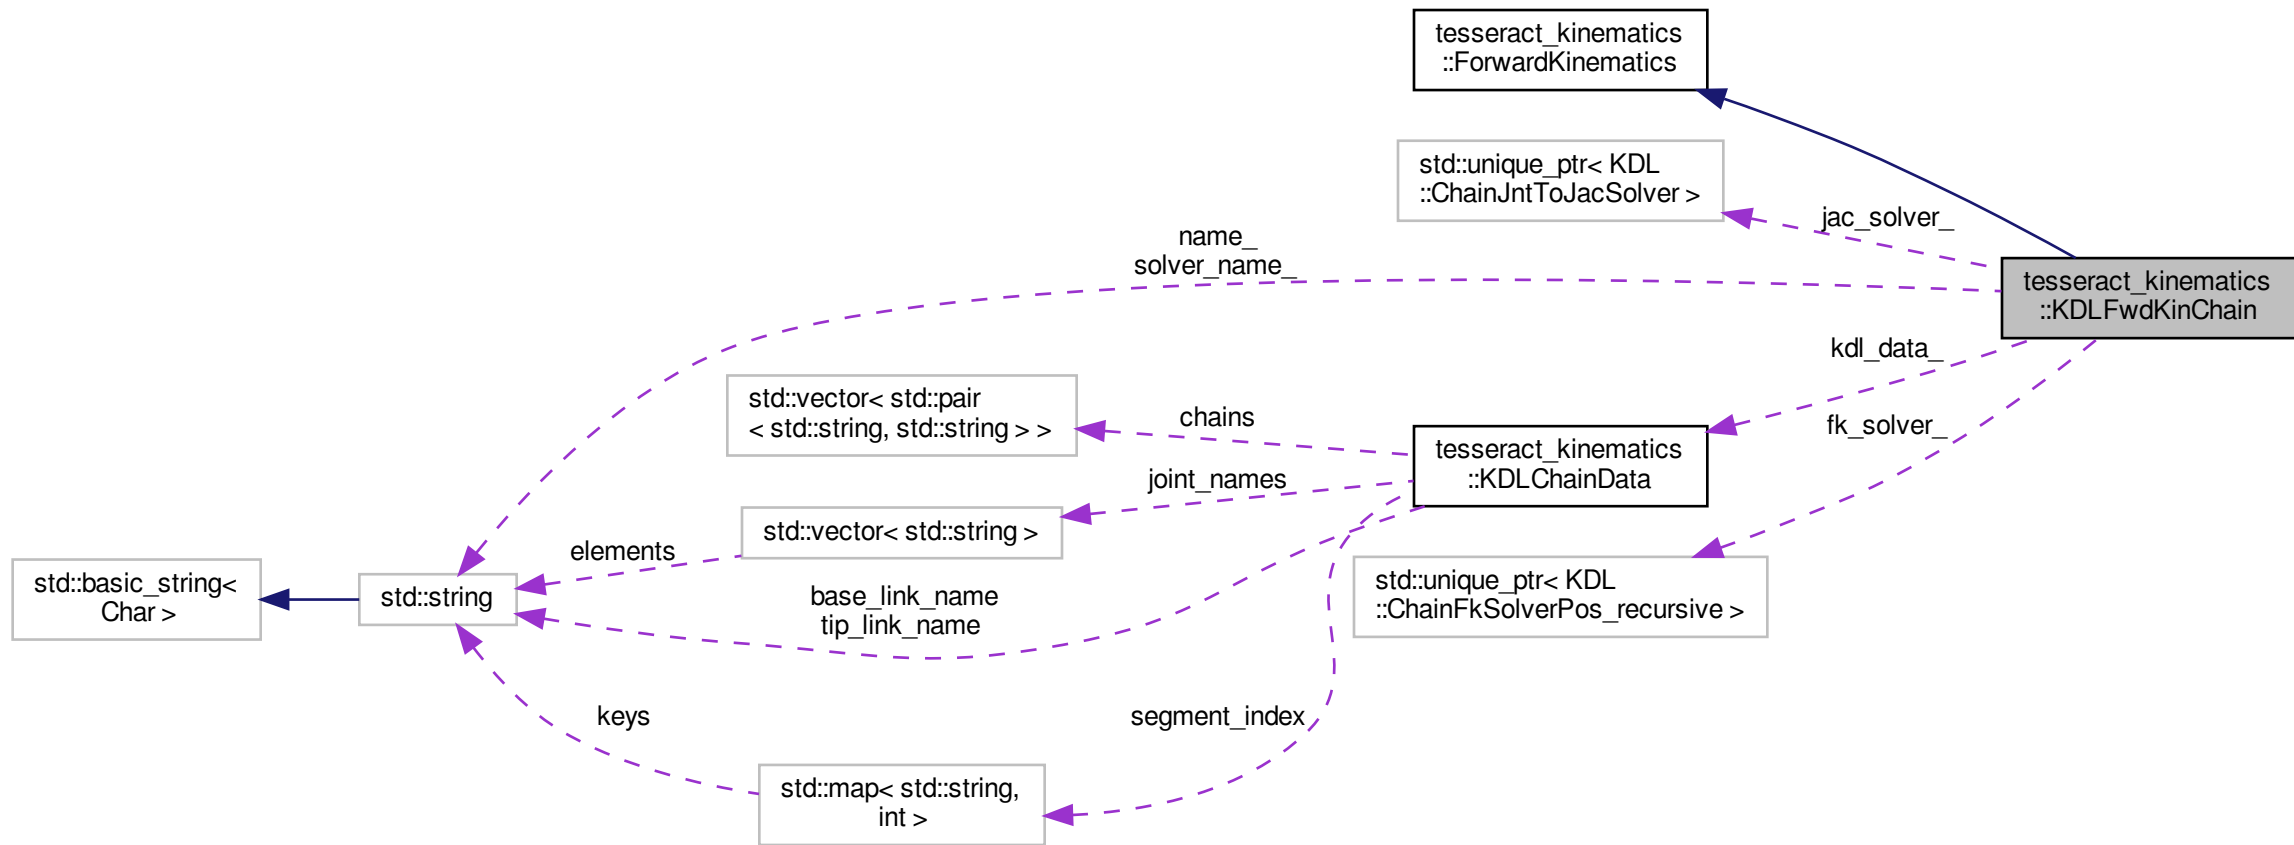 tesseract_kinematics
::ForwardKinematics
std::unique_ptr< KDL
::ChainJntToJacSolver >
jac_solver_
name_
solver_name_
tesseract_kinematics
::KDLFwdKinChain
kdl_data_
fk_solver_
std::vector< std::pair
< std::string, std::string > >
chains
tesseract_kinematics
::KDLChainData
joint_names
std::vector< std::string >
elements
std::basic_string<
Char >
std::string
base_link_name
tip_link_name
std::unique_ptr< KDL
::ChainFkSolverPos_recursive >
keys
segment_index
std::map< std::string,
int >